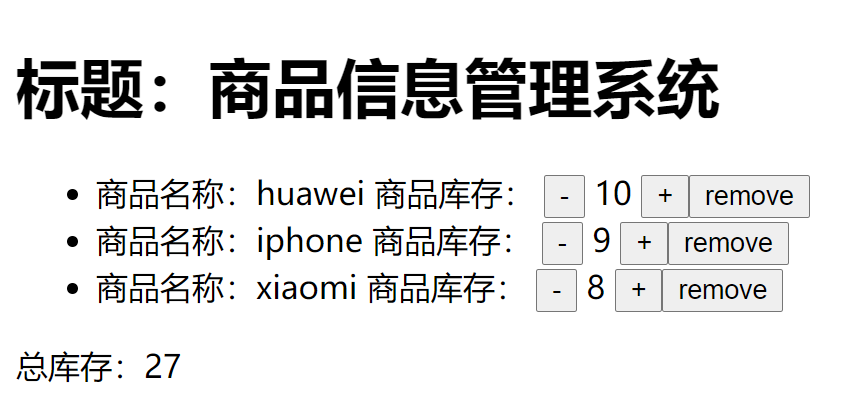 标题：商品信息管理系统
商品名称：huawei 商品库存： - 10 + remove
商品名称：iphone 商品库存： - 9 + remove
商品名称：xiaomi 商品库存： - 8 + remove
总库存：27